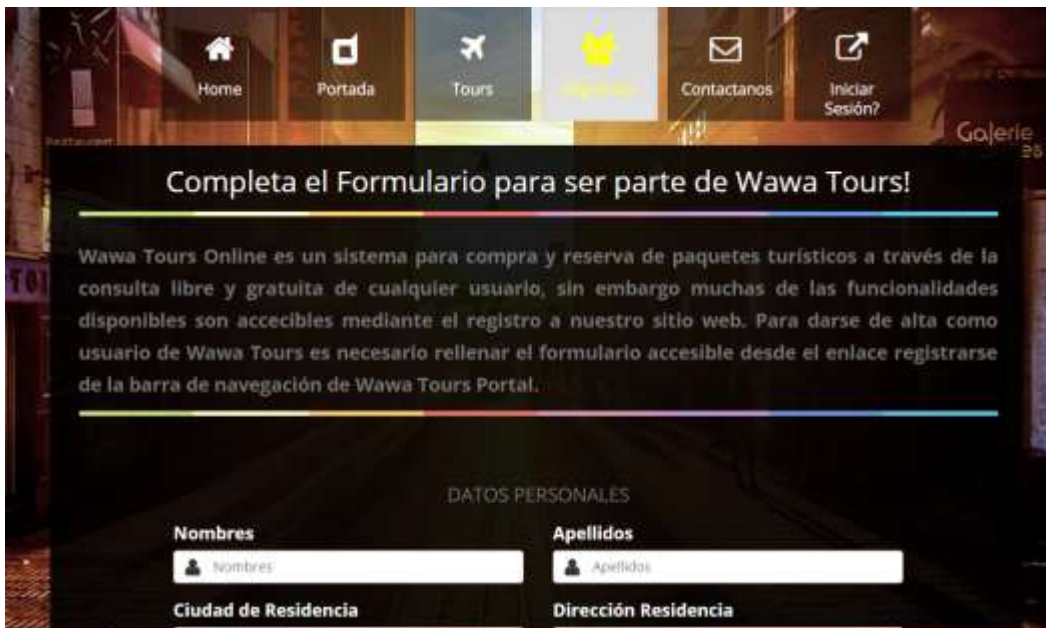 Home
Portada
Tours
Contactanos
Iniciar
Sesión?
Restaurant
Galerie
Completa el Formulario para ser parte de Wawa Tours!
Wawa Tours Online es un sistema para compra y reserva de paquetes turísticos a través de la
consulta libre y gratuita de cualquier usuario, sin embargo muchas de las funcionalidades
disponibles son accecibles mediante el registro a nuestro sitio web. Para darse de alta como
usuario de Wawa Tours es necesario rellenar el formulario accesible desde el enlace registrarse
de la barra de navegación de Wawa Tours Portal.
DATOS PERSONALES
Nombres
Apellidos
Nombres
Apellidos
Ciudad de Residencia
Dirección Residencia